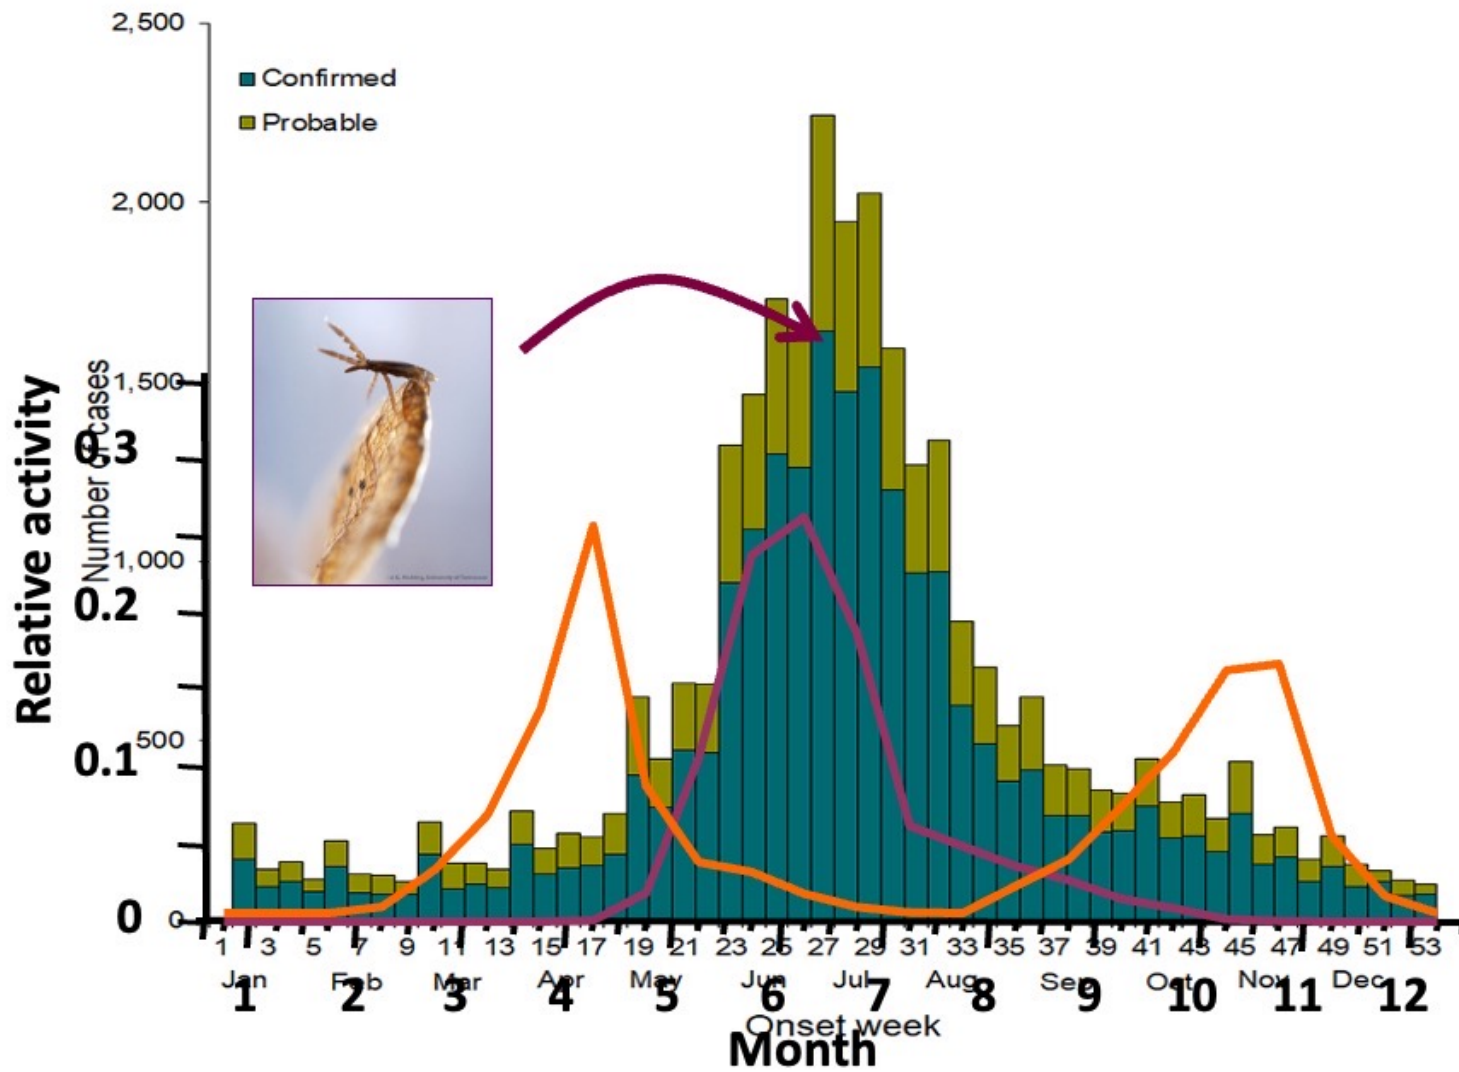 2,500
Confirmed
Probable
2,000
1,500
Number of cases
Relative activity
0.3
1,000
0.2
500
0.1
0
0
1 3 5 7 9 11 13 15 17 19 21 23 25 27 29 31 33 35 37 39 41 43 45 47 49 51 53
Jan Feb Mar Apr May Jun Jul Aug Sep Oct Nov Dec
1 2 3 4 5 6 7 8 9 10 11 12
Onset week
Month